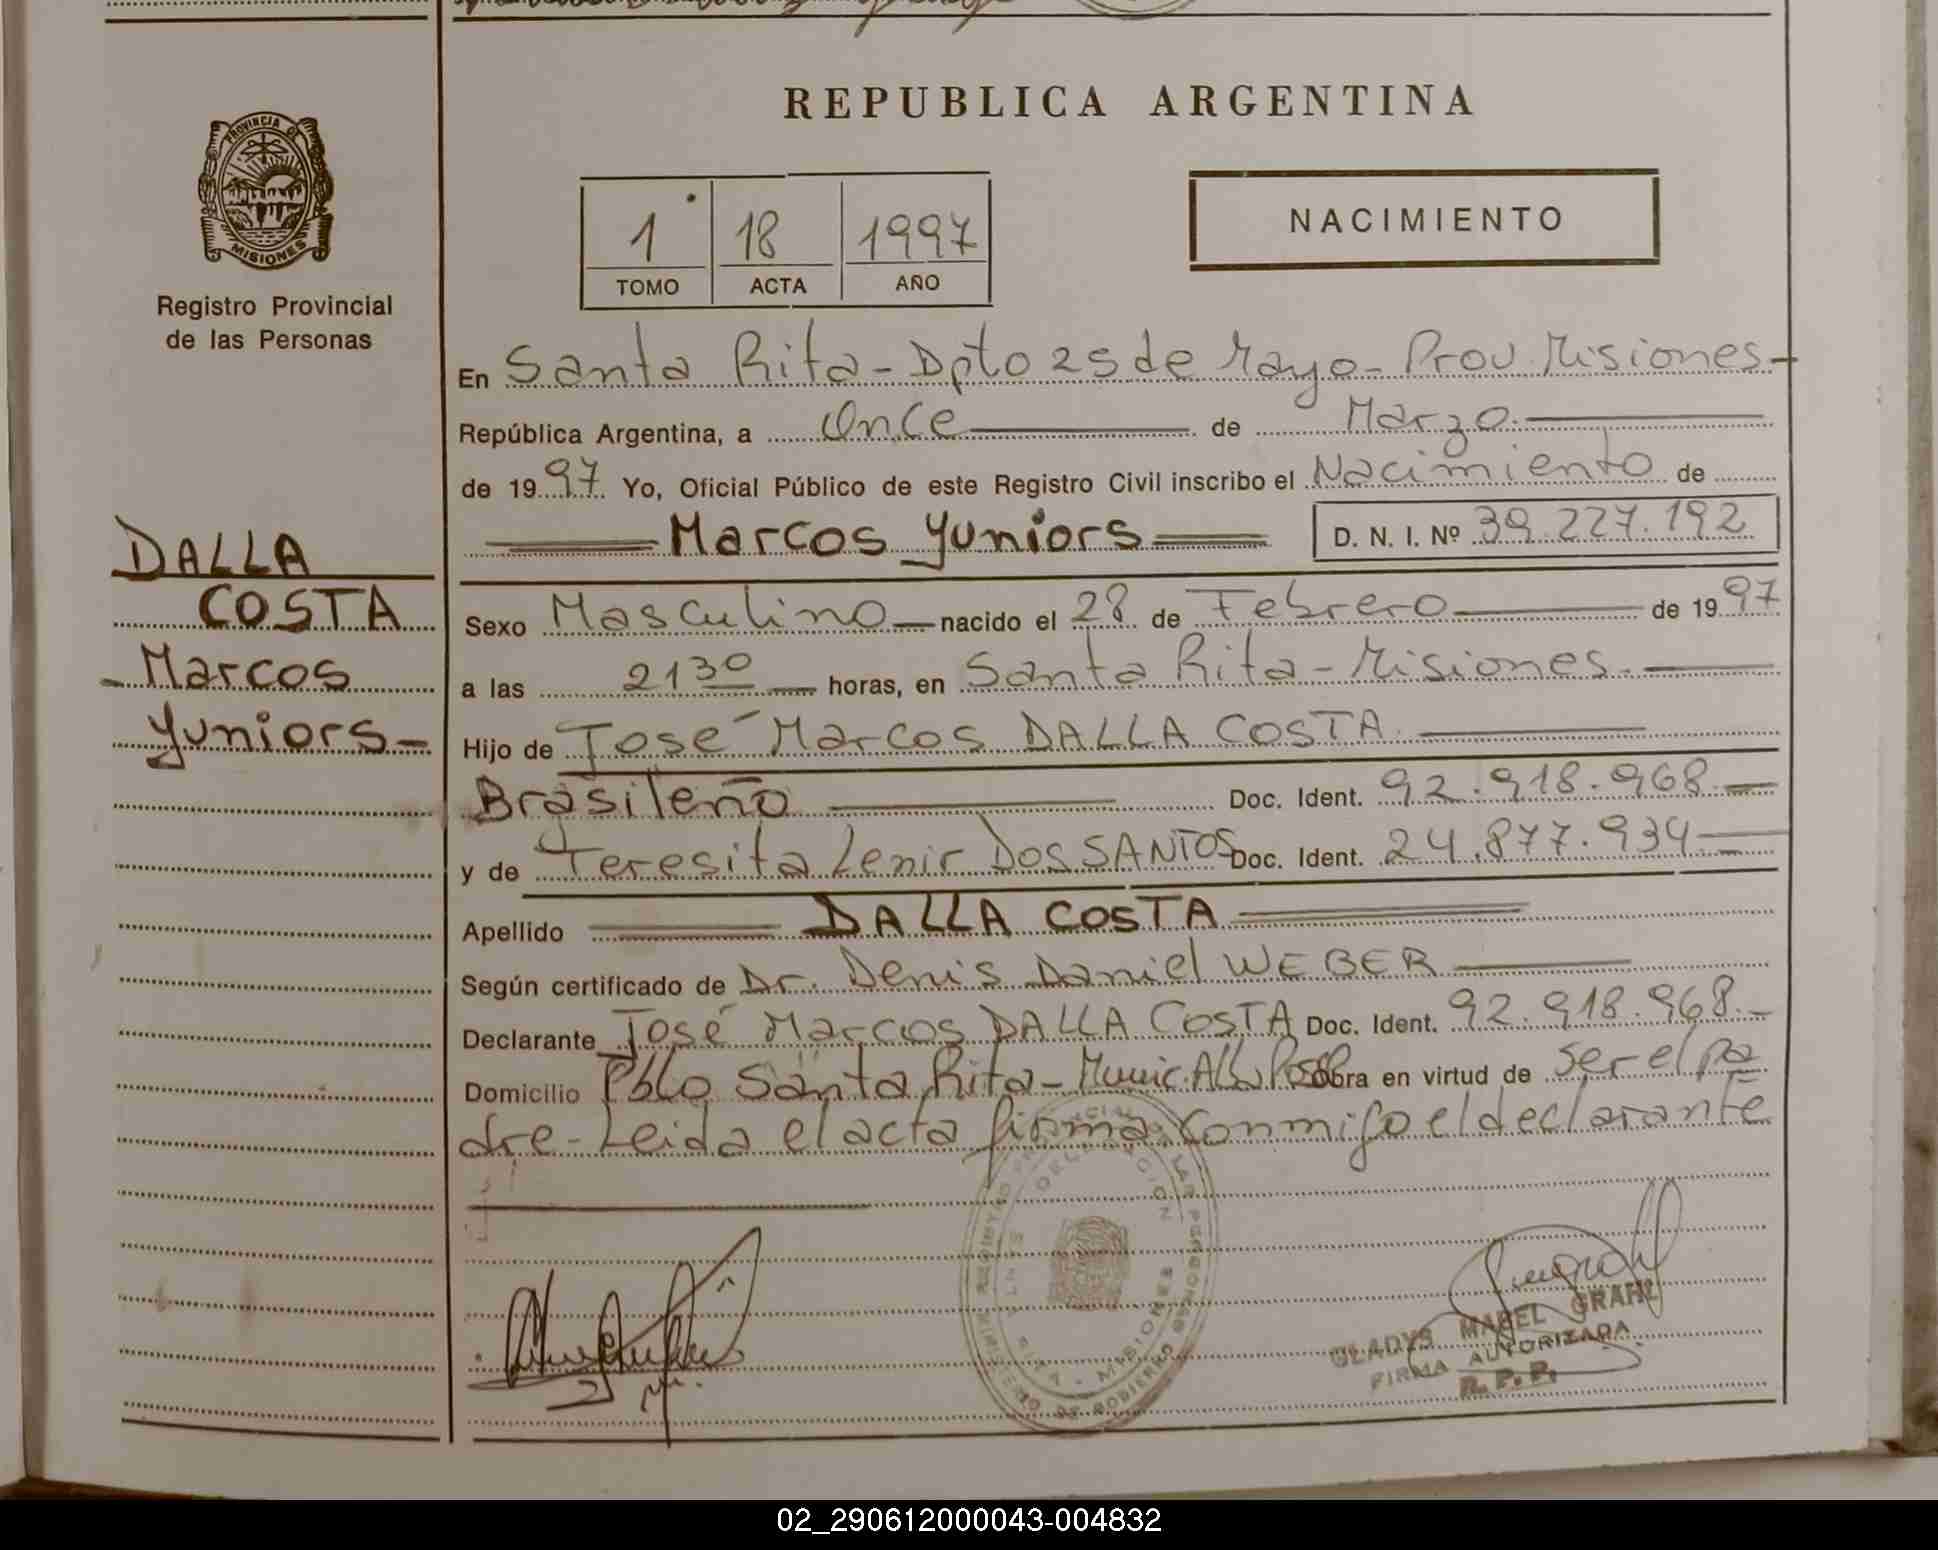 REPUBLICA ARGENTINA
PROVINCIA DE
MISIONES
Registro Provincial
de las Personas
1 18 1997
TOMO ACTA AÑO
NACIMIENTO
En Santa Rita - Dpto 25 de Mayo - Prov. Misiones -
República Argentina, a Once de Marzo.
de 1997 Yo, Oficial Público de este Registro Civil inscribo el Nacimiento de
Marcos Yuniors D. N. I. Nº 39.227.192
DALLA
COSTA
Marcos
Yuniors -
Sexo Masculino nacido el 28 de Febrero de 1997
a las 21 30 horas, en Santa Rita - Misiones.
Hijo de José Marcos DALLA COSTA
Brasileño Doc. Ident. 92.918.968
y de Teresita Lenir DOS SANTOS Doc. Ident. 24.877.934
Apellido DALLA COSTA
Según certificado de Dr. Denis Daniel WEBER
Declarante José Marcos DALLA COSTA Doc. Ident. 92.918.968.-
Domicilio Pblo Santa Rita - Munic. Alba Posse obra en virtud de ser el pa
dre - Leida el acta firma conmigo el declarante
GLADYS MABEL GRAHL
FIRMA AUTORIZADA
R. P. P.
MISIONES
02_290612000043-004832